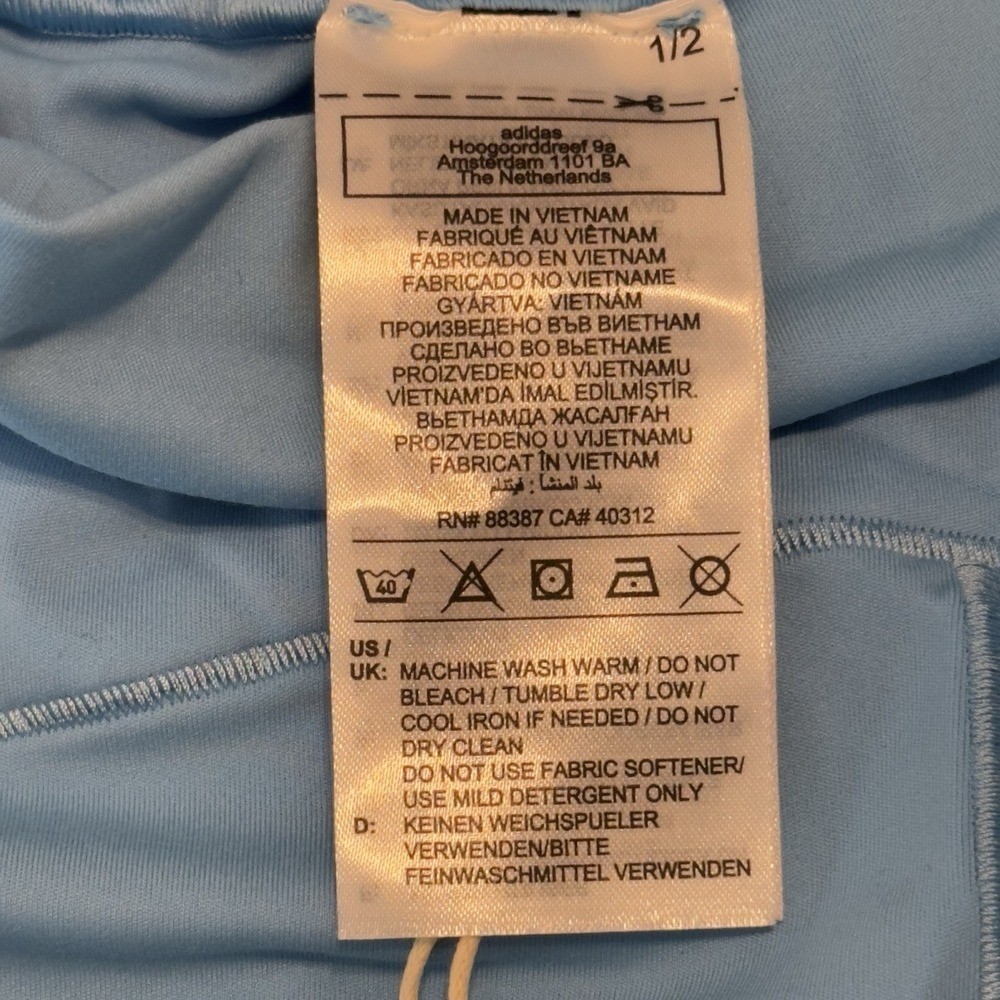 1/2
adidas
Hoogoorddreef 9a
Amsterdam 1101 BA
The Netherlands
MADE IN VIETNAM
FABRIQUÉ AU VIÊTNAM
FABRICADO EN VIETNAM
FABRICADO NO VIETNAME
GYÁRTVA: VIETNÁM
ПРОИЗВЕДЕНО ВЪВ ВИЕТНАМ
СДЕЛАНО ВО ВЬЕТНАМЕ
PROIZVEDENO U VIJETNAMU
VİETNAM'DA İMAL EDİLMİŞTİR.
ВЬЕТНАМДА ЖАСАЛҒАН
PROIZVEDENO U VIJETNAMU
FABRICAT ÎN VIETNAM
بلد المنشأ : فيتنام
RN# 88387 CA# 40312
40
US /
UK: MACHINE WASH WARM / DO NOT
BLEACH / TUMBLE DRY LOW /
COOL IRON IF NEEDED / DO NOT
DRY CLEAN
DO NOT USE FABRIC SOFTENER/
USE MILD DETERGENT ONLY
D: KEINEN WEICHSPUELER
VERWENDEN/BITTE
FEINWASCHMITTEL VERWENDEN